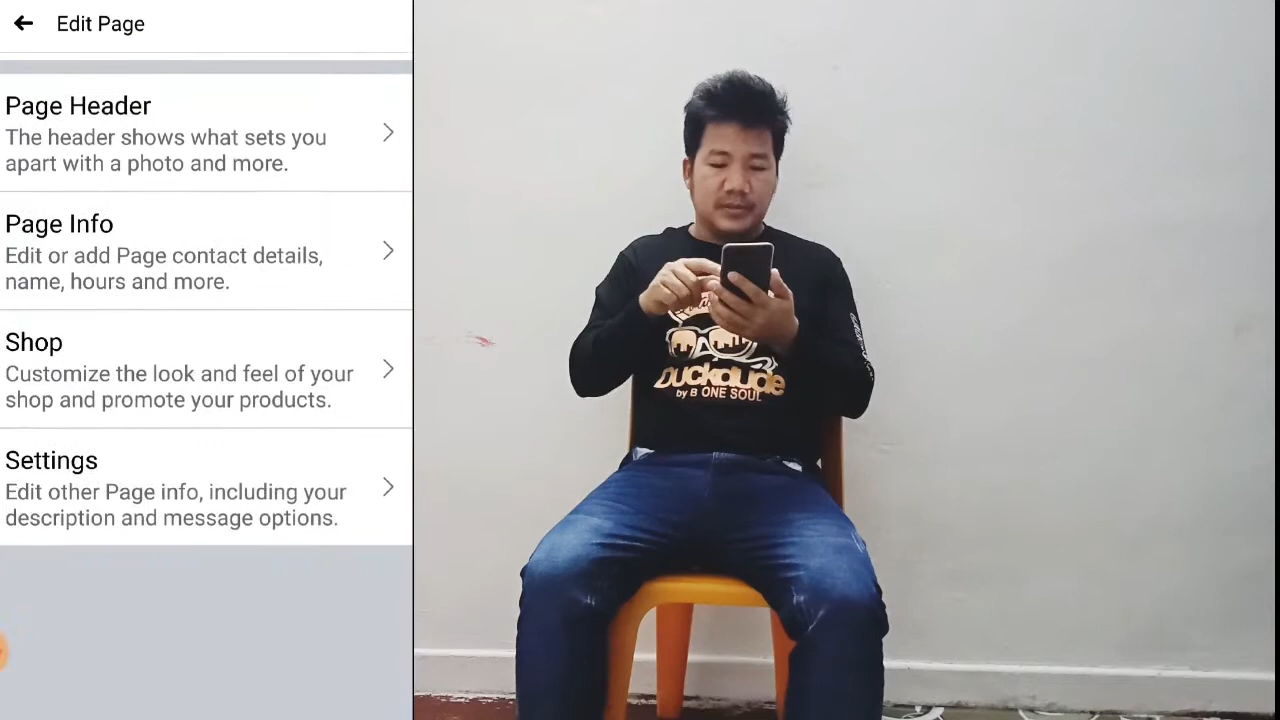 Edit Page
Page Header
The header shows what sets you
apart with a photo and more.
Page Info
Edit or add Page contact details,
name, hours and more.
Shop
Customize the look and feel of your
shop and promote your products.
Settings
Edit other Page info, including your
description and message options.
Duckdude
by B ONE SOUL